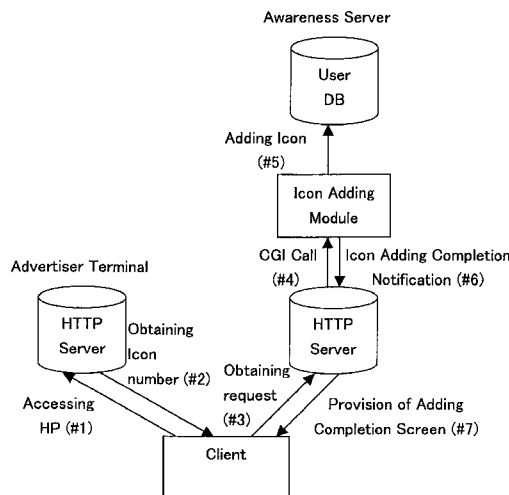 Awareness Server
User
DB
Adding Icon
(#5)
Icon Adding
Module
CGI Call
(#4)
Icon Adding Completion
Notification (#6)
Advertiser Terminal
HTTP
Server
Obtaining
Icon
number (#2)
HTTP
Server
Obtaining
request
(#3)
Accessing
HP (#1)
Provision of Adding
Completion Screen (#7)
Client